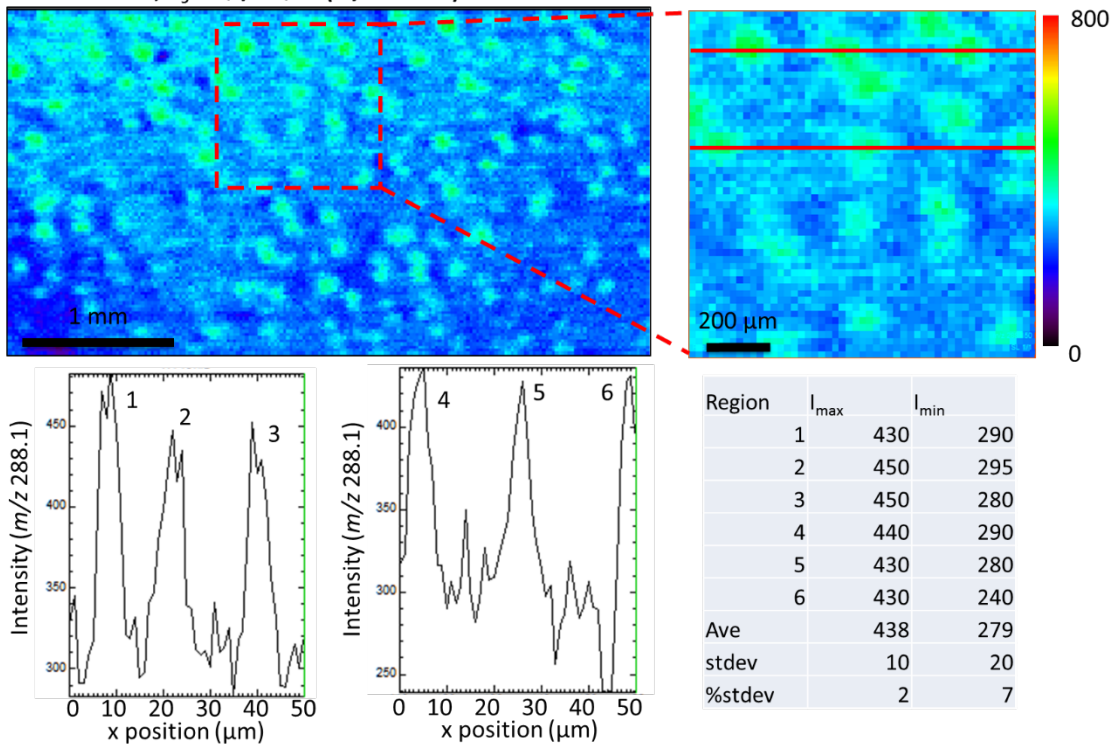 800
1 mm
200 µm
0
Intensity (m/z 288.1)
450
400
350
300
1
2
3
0 10 20 30 40 50
x position (µm)
Intensity (m/z 288.1)
400
350
300
250
4
5
6
0 10 20 30 40 50
x position (µm)
Region Imax Imin
1 430 290
2 450 295
3 450 280
4 440 290
5 430 280
6 430 240
Ave 438 279
stdev 10 20
%stdev 2 7